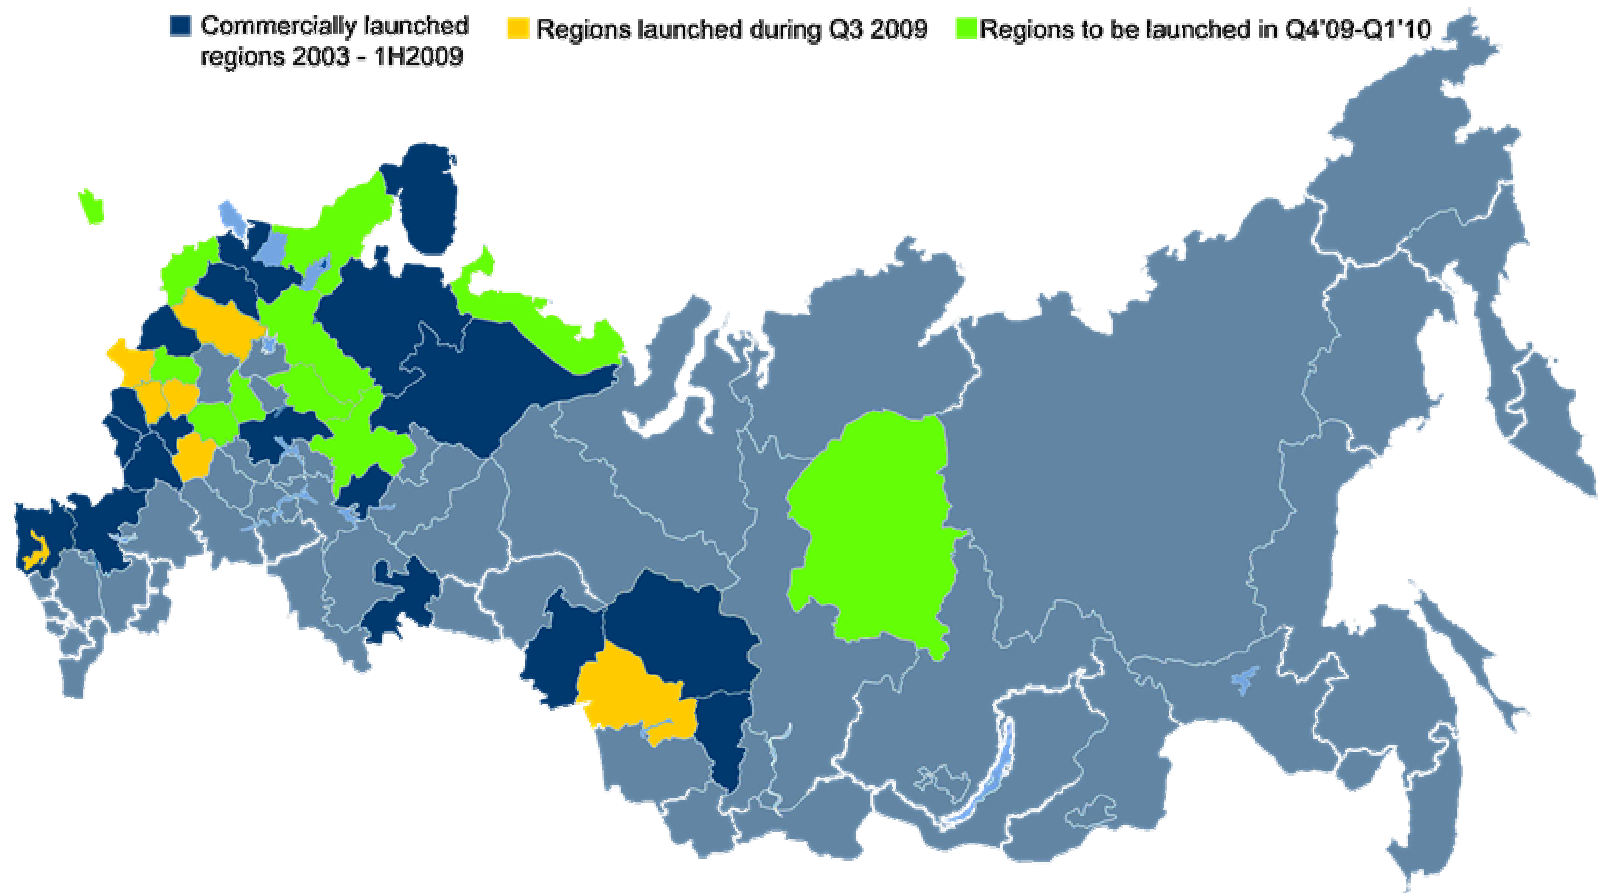 Commercially launched
regions 2003 - 1H2009
Regions launched during Q3 2009
Regions to be launched in Q4'09-Q1'10